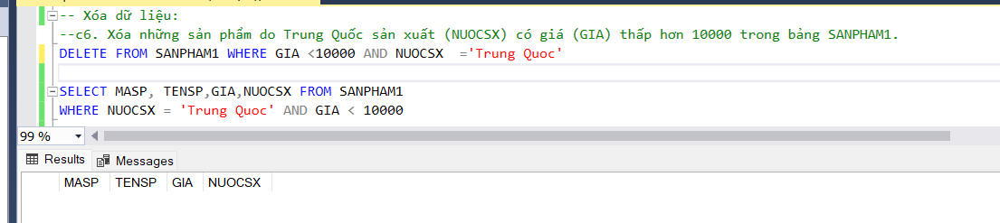 -- Xóa dữ liệu:
--c6. Xóa những sản phẩm do Trung Quốc sản xuất (NUOCSX) có giá (GIA) thấp hơn 10000 trong bảng SANPHAM1.
DELETE FROM SANPHAM1 WHERE GIA <10000 AND NUOCSX  ='Trung Quoc'
SELECT MASP, TENSP,GIA,NUOCSX FROM SANPHAM1
WHERE NUOCSX = 'Trung Quoc' AND GIA < 10000
99 %
Results Messages
MASP TENSP GIA NUOCSX